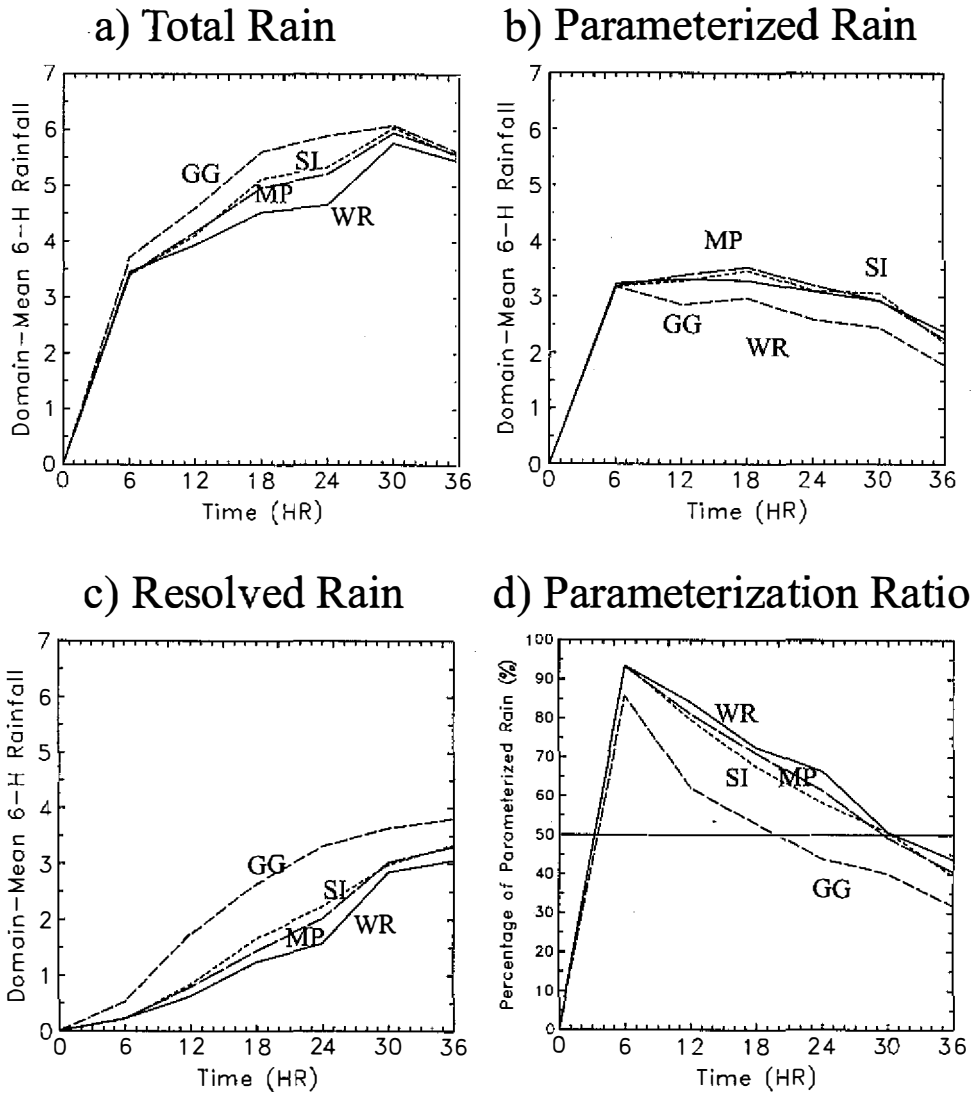 a) Total Rain
Domain-Mean 6-H Rainfall
7
6
5
4
3
2
1
0
GG
SI
MP
WR
0 6 12 18 24 30 36
Time (HR)
b) Parameterized Rain
Domain-Mean 6-H Rainfall
7
6
5
4
3
2
1
0
MP
SI
GG
WR
0 6 12 18 24 30 36
Time (HR)
c) Resolved Rain
Domain-Mean 6-H Rainfall
7
6
5
4
3
2
1
0
GG
SI
WR
MP
0 6 12 18 24 30 36
Time (HR)
d) Parameterization Ratio
Percentage of Parameterized Rain (%)
100
90
80
70
60
50
40
30
20
10
0
WR
SI MP
GG
0 6 12 18 24 30 36
Time (HR)